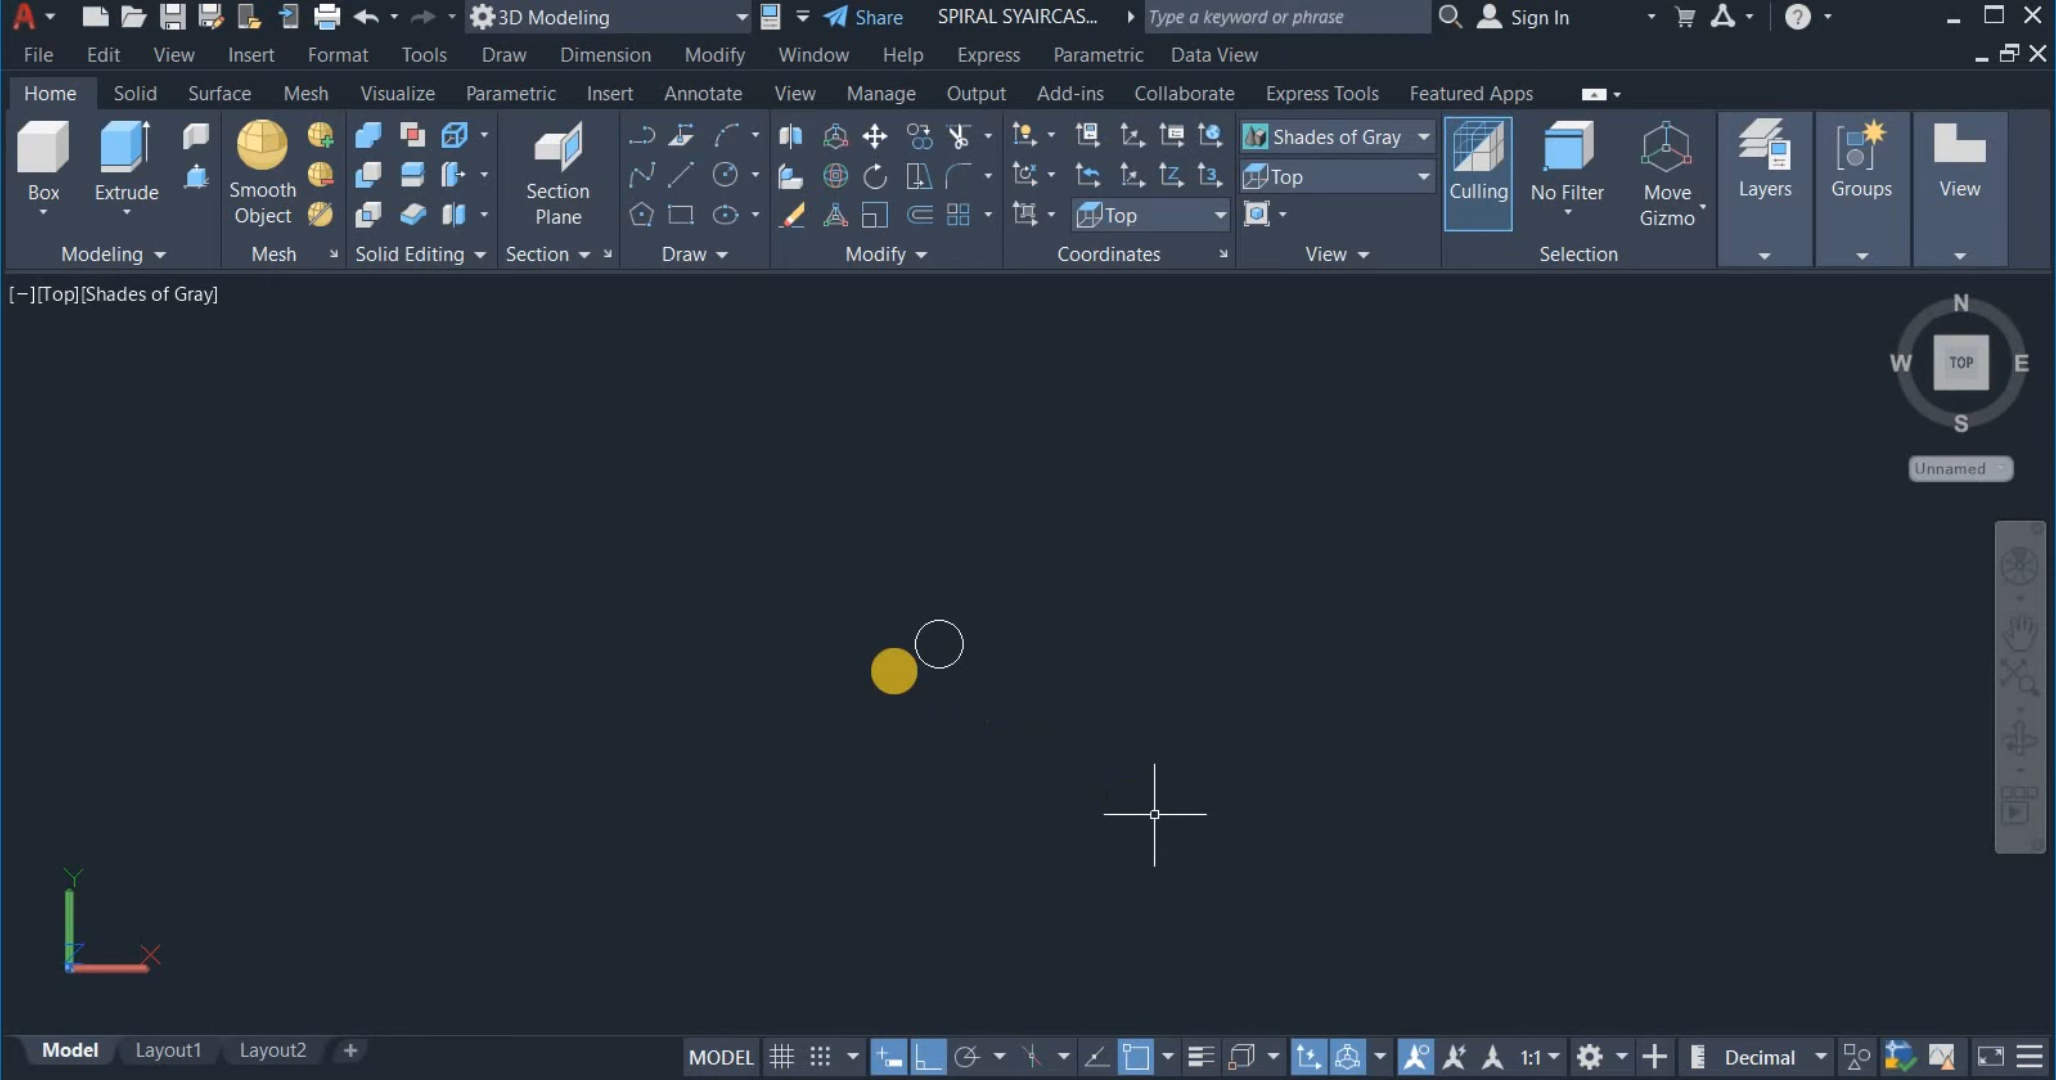 3D Modeling Share SPIRAL SYAIRCAS... Type a keyword or phrase Sign In
File Edit View Insert Format Tools Draw Dimension Modify Window Help Express Parametric Data View
Home Solid Surface Mesh Visualize Parametric Insert Annotate View Manage Output Add-ins Collaborate Express Tools Featured Apps
Box
Extrude
Smooth
Object
Section
Plane
Shades of Gray
Top
Top
Culling
No Filter
Move
Gizmo
Layers
Groups
View
Modeling Mesh Solid Editing Section Draw Modify Coordinates View Selection
[−][Top][Shades of Gray]
N
W TOP E
S
Unnamed
Y
Z X
Model Layout1 Layout2 + MODEL 1:1 Decimal